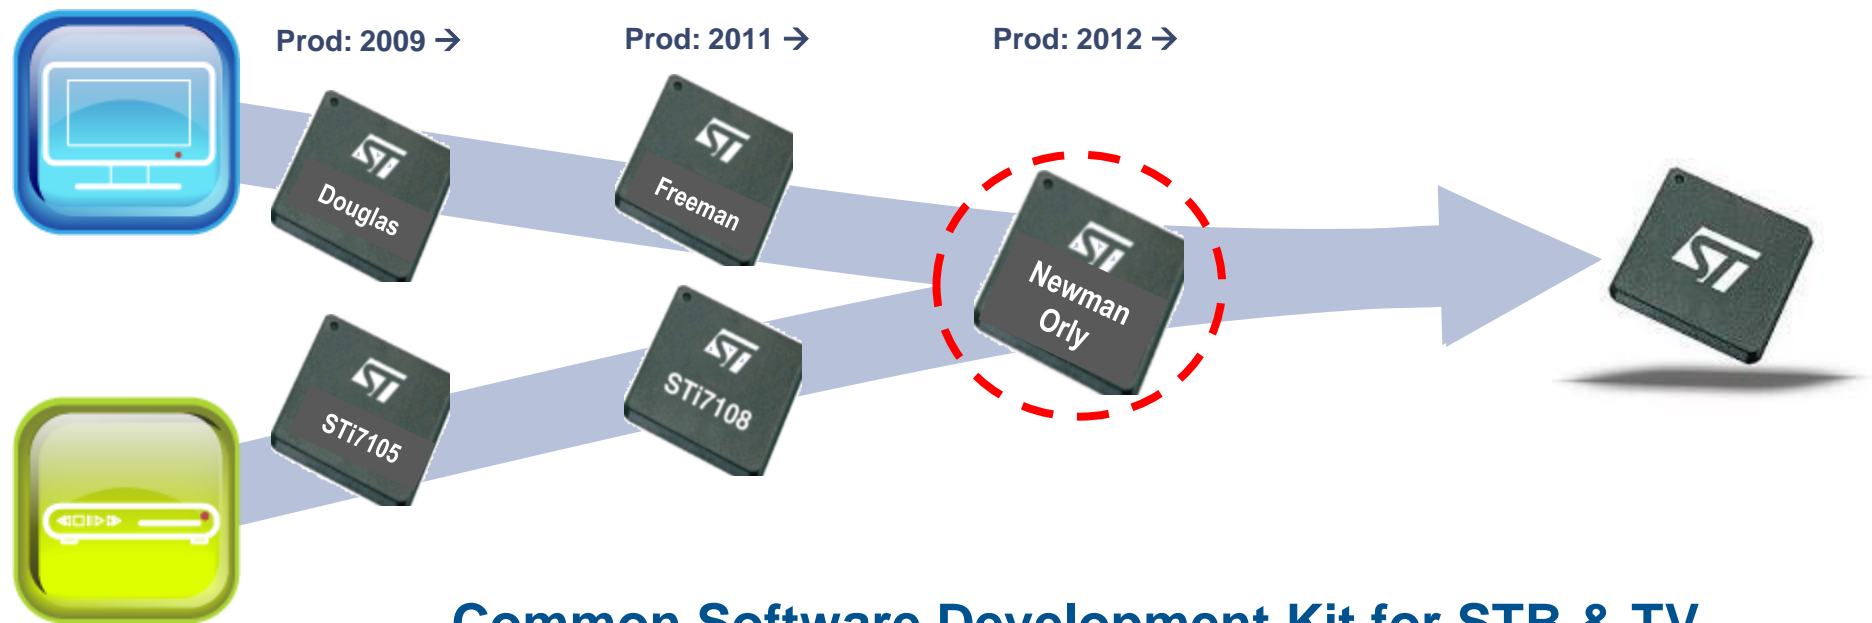 Prod: 2009 →
Prod: 2011 →
Prod: 2012 →
ST
Douglas
ST
Freeman
ST
Newman
Orly
ST
ST
STi7105
ST
STi7108
Common Software Development Kit for STB & TV